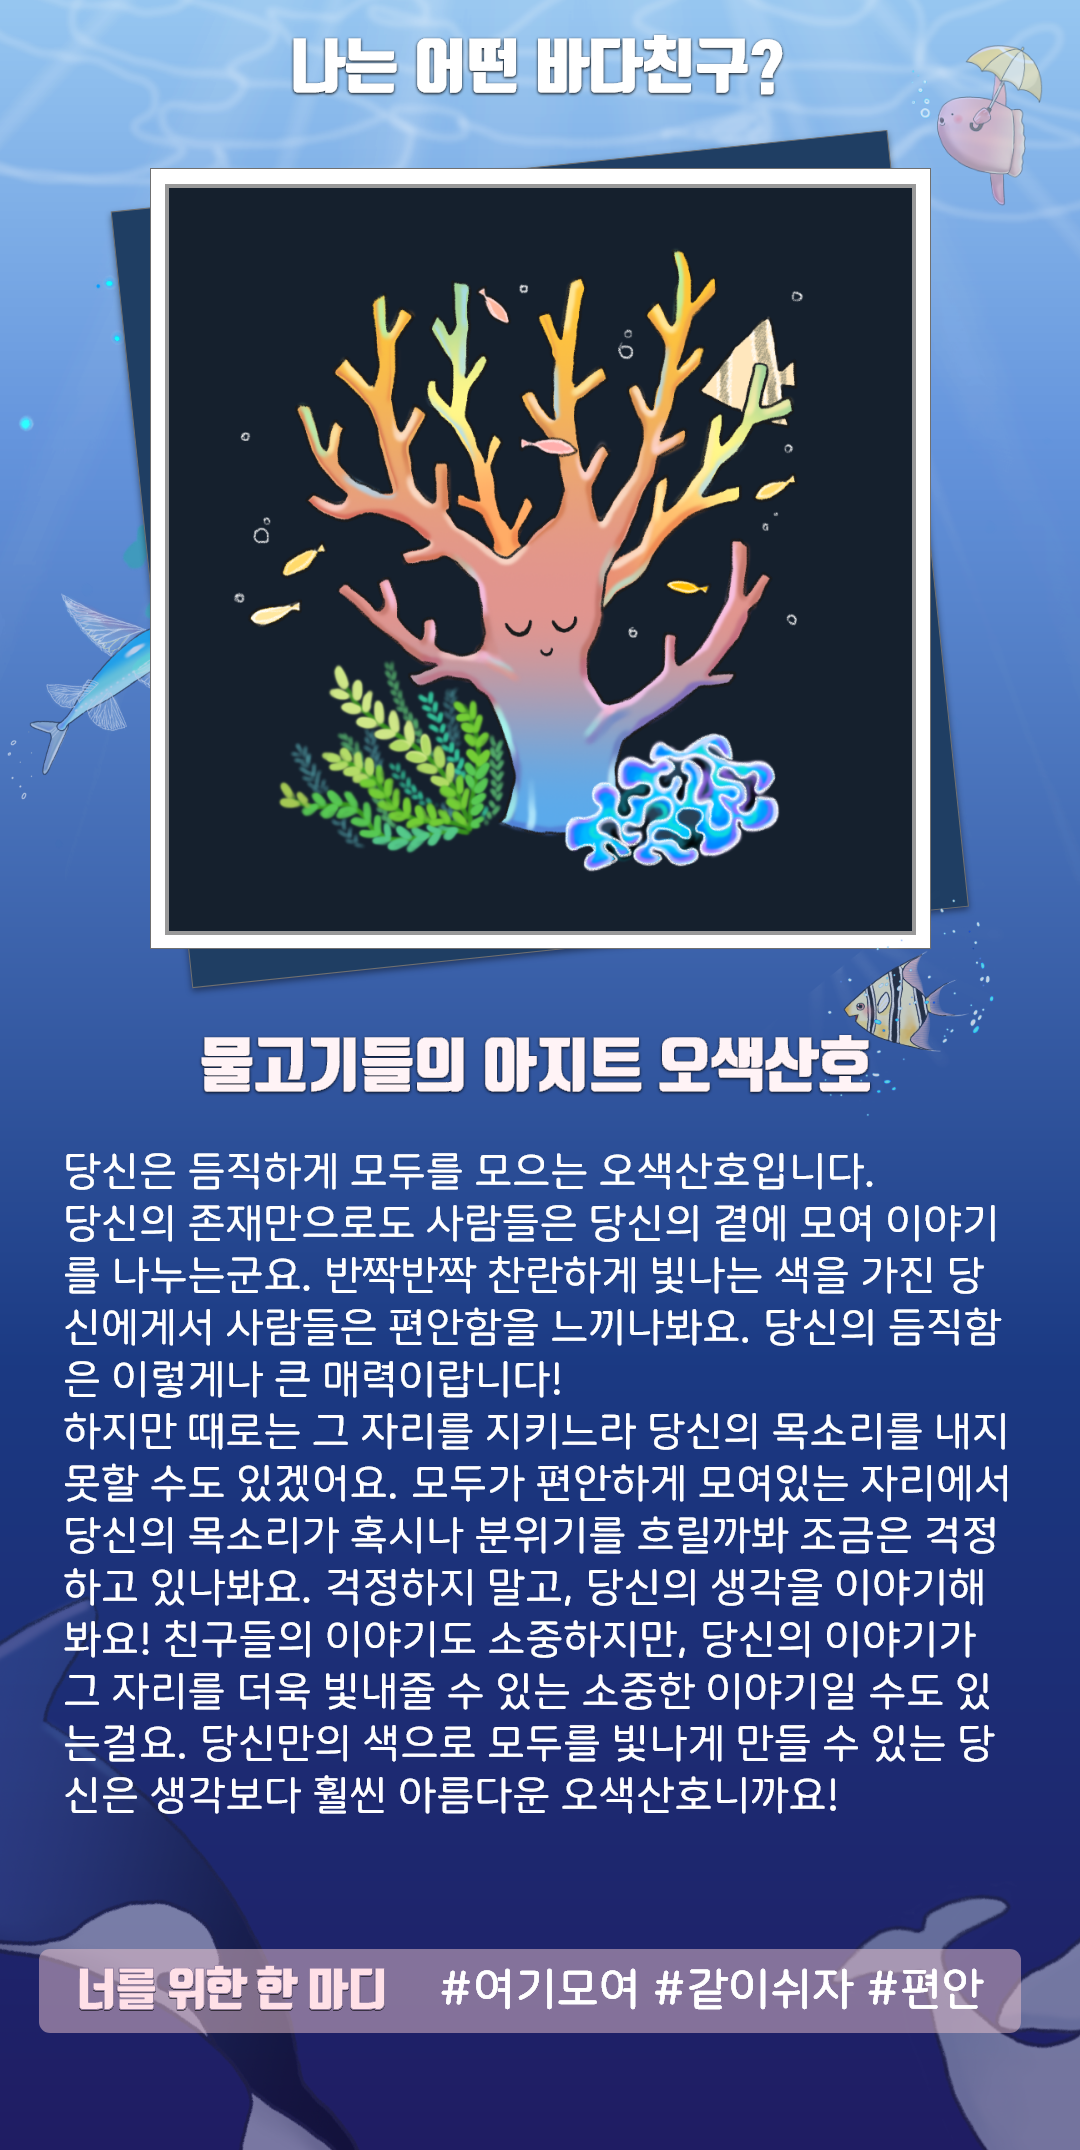 나는 어떤 바다친구?
물고기들의 아지트 오색산호
당신은 듬직하게 모두를 모으는 오색산호입니다.
당신의 존재만으로도 사람들은 당신의 곁에 모여 이야기
를 나누는군요. 반짝반짝 찬란하게 빛나는 색을 가진 당
신에게서 사람들은 편안함을 느끼나봐요. 당신의 듬직함
은 이렇게나 큰 매력이랍니다!
하지만 때로는 그 자리를 지키느라 당신의 목소리를 내지
못할 수도 있겠어요. 모두가 편안하게 모여있는 자리에서
당신의 목소리가 혹시나 분위기를 흐릴까봐 조금은 걱정
하고 있나봐요. 걱정하지 말고, 당신의 생각을 이야기해
봐요! 친구들의 이야기도 소중하지만, 당신의 이야기가
그 자리를 더욱 빛내줄 수 있는 소중한 이야기일 수도 있
는걸요. 당신만의 색으로 모두를 빛나게 만들 수 있는 당
신은 생각보다 훨씬 아름다운 오색산호니까요!
너를 위한 한 마디 #여기모여 #같이쉬자 #편안